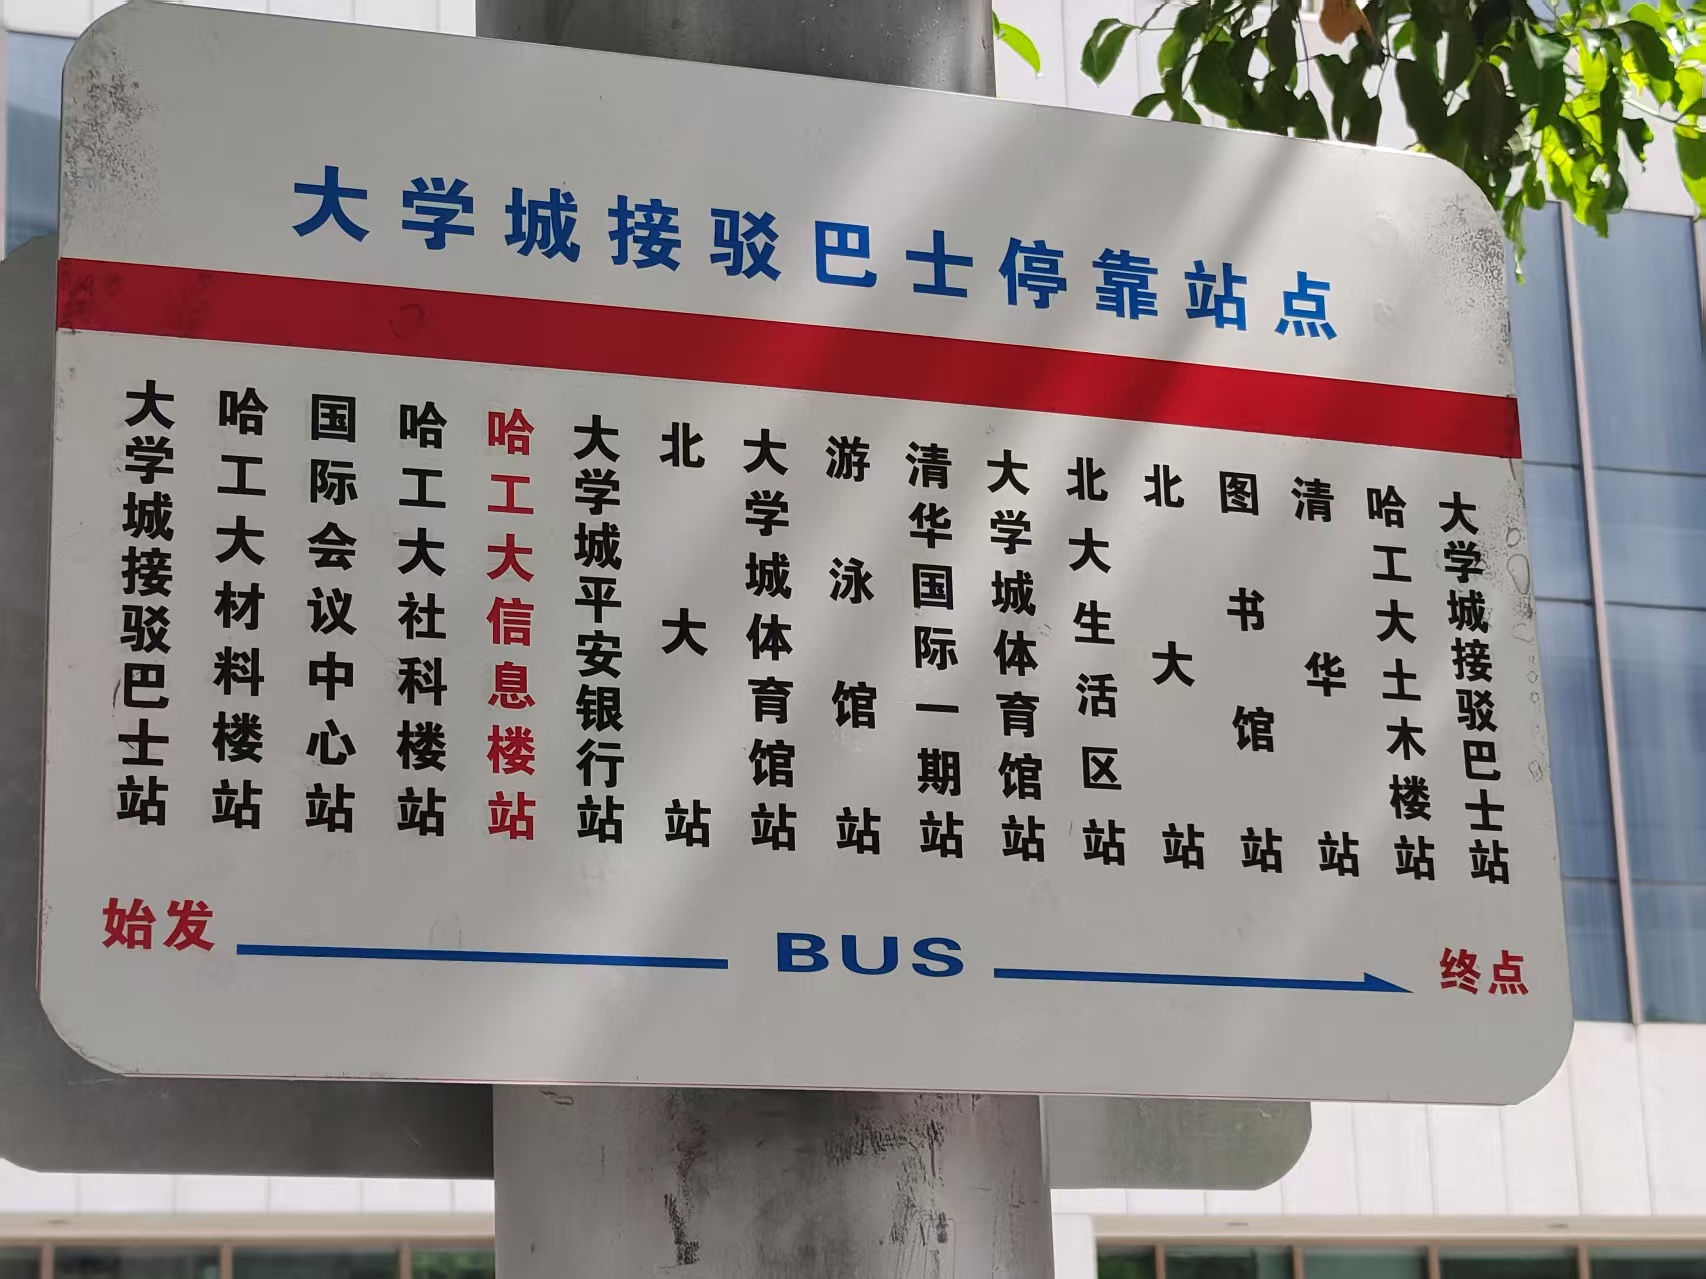 大学城接驳巴士停靠站点
大学城接驳巴士站
哈工大材料楼站
国际会议中心站
哈工大社科楼站
哈工大信息楼站
大学城平安银行站
北大站
大学城体育馆站
游泳馆站
清华国际一期站
大学城体育馆站
北大生活区站
北大站
图书馆站
清华站
哈工大土木楼站
大学城接驳巴士站
始发
BUS
终点